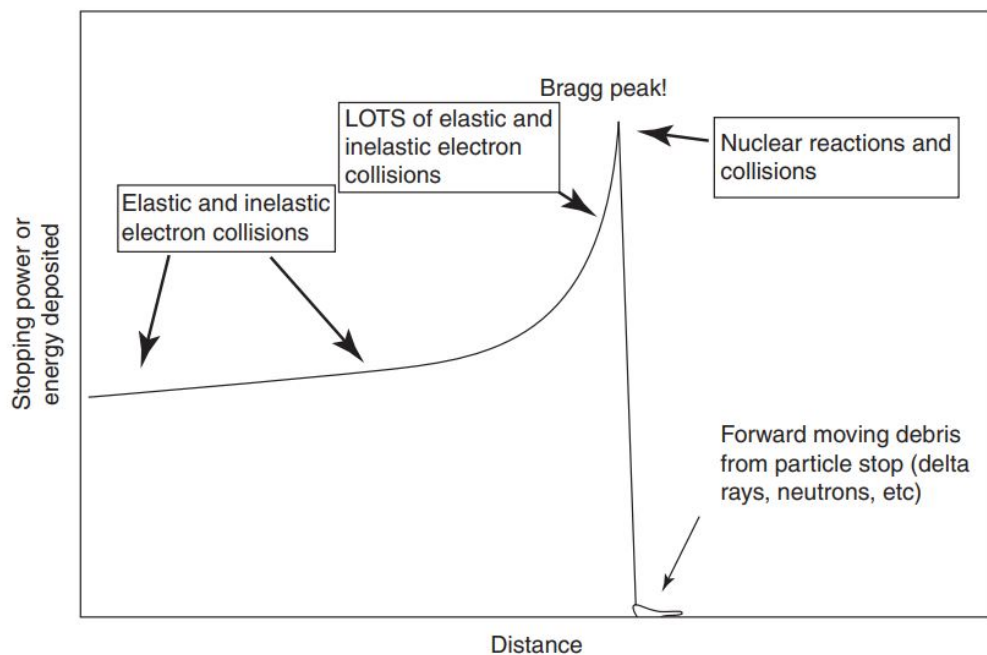 Bragg peak!
LOTS of elastic and
inelastic electron
collisions
Nuclear reactions and
collisions
Elastic and inelastic
electron collisions
Stopping power or
energy deposited
Forward moving debris
from particle stop (delta
rays, neutrons, etc)
Distance